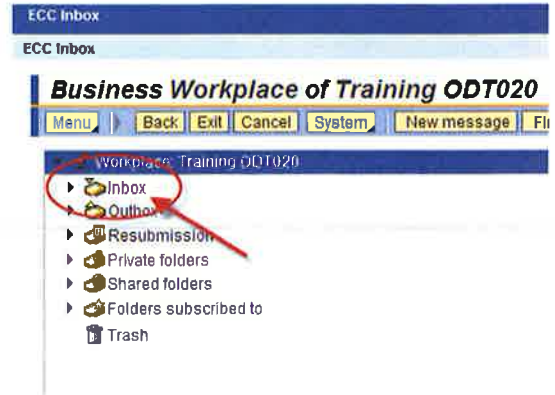 ECC Inbox
ECC Inbox
Business Workplace of Training ODT020
Menu Back Exit Cancel System New message
Workplace: Training ODT020
Inbox
Outbox
Resubmission
Private folders
Shared folders
Folders subscribed to
Trash